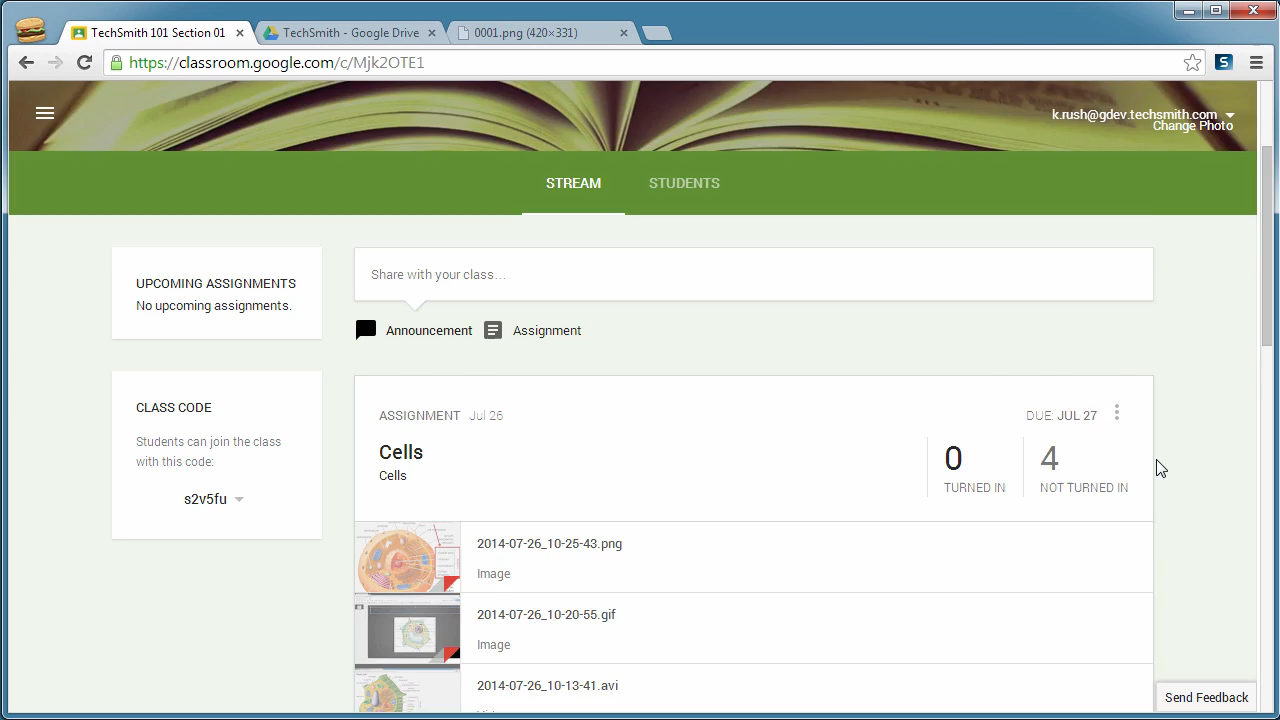 TechSmith 101 Section 01
TechSmith - Google Drive
0001.png (420×331)
https://classroom.google.com/c/Mjk2OTE1
S
k.rush@gdev.techsmith.com
Change Photo
STREAM
STUDENTS
UPCOMING ASSIGNMENTS
No upcoming assignments.
CLASS CODE
Students can join the class
with this code:
s2v5fu
Share with your class...
Announcement
Assignment
ASSIGNMENT Jul 26
DUE: JUL 27
Cells
Cells
0
TURNED IN
4
NOT TURNED IN
2014-07-26_10-25-43.png
Image
2014-07-26_10-20-55.gif
Image
2014-07-26_10-13-41.avi
Send Feedback